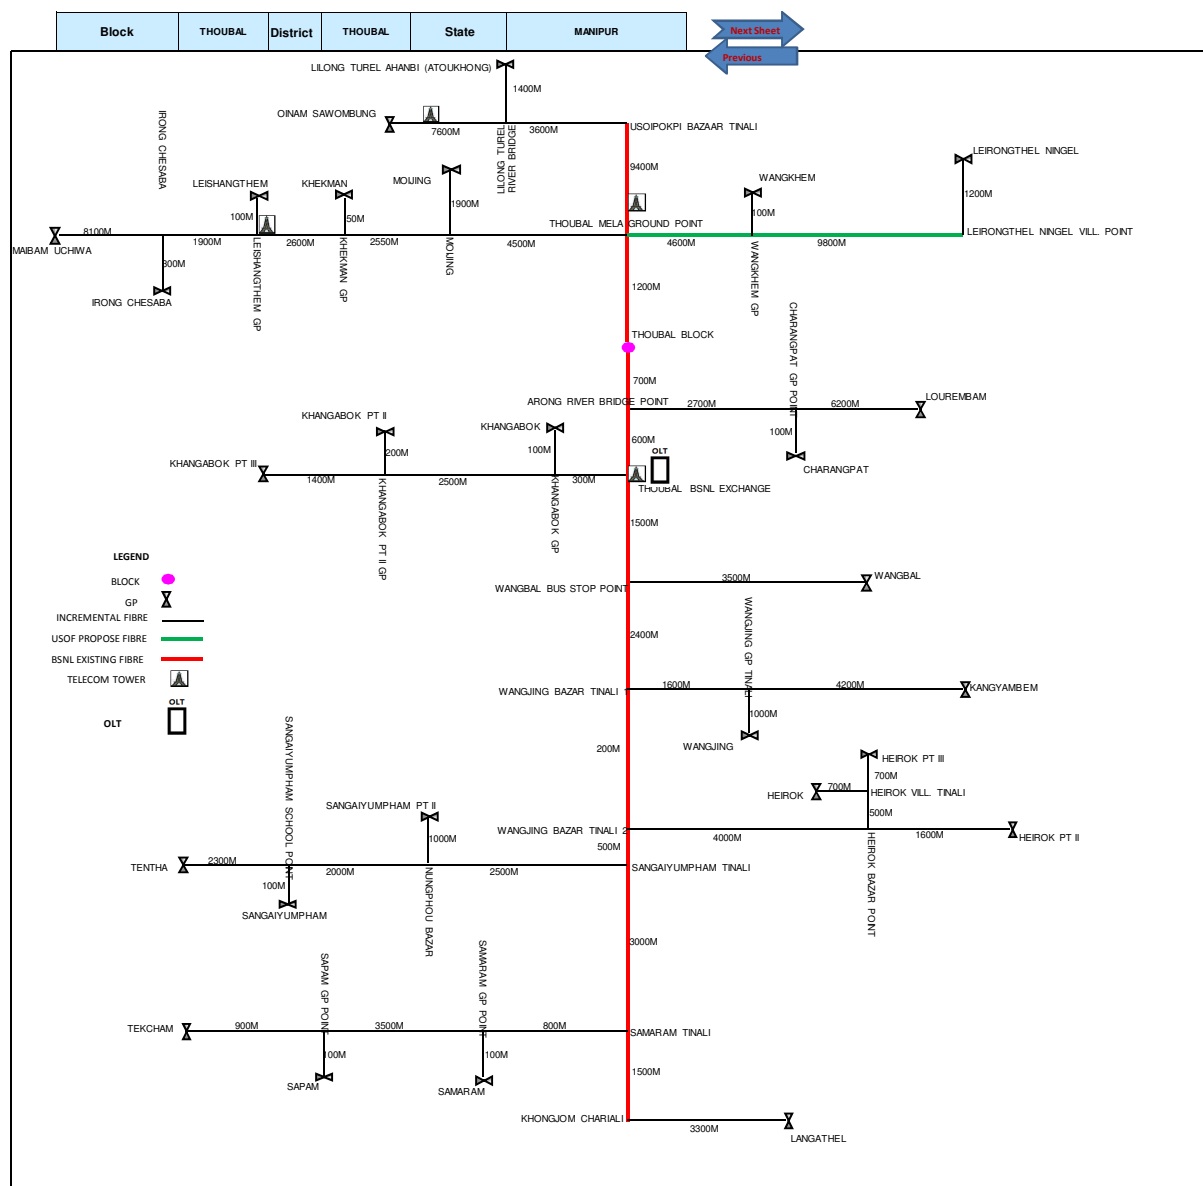 Block THOUBAL District THOUBAL State MANIPUR
Next Sheet
Previous
LILONG TUREL AHANBI (ATOUKHONG)
1400M
OINAM SAWOMBUNG
7600M
3600M
USOIPOKPI BAZAAR TINALI
LILONG TUREL
RIVER BRIDGE
IRONG CHESABA
9400M
LEIRONGTHEL NINGEL
1200M
LEISHANGTHEM
KHEKMAN
MOIJING
WANGKHEM
100M
50M
1900M
100M
THOUBAL MELA GROUND POINT
8100M
MAIBAM UCHIWA
1900M
2600M
2550M
4500M
4600M
9800M
LEIRONGTHEL NINGEL VILL. POINT
300M
IRONG CHESABA
LEISHANGTHEM GP
KHEKMAN GP
MOIJING
WANGKHEM GP
1200M
THOUBAL BLOCK
CHARANGPAT GP POINT
700M
ARONG RIVER BRIDGE POINT
2700M
6200M
LOUREMBAM
100M
CHARANGPAT
KHANGABOK PT II
KHANGABOK
600M
OLT
200M
100M
KHANGABOK PT III
1400M
2500M
300M
THOUBAL BSNL EXCHANGE
KHANGABOK PT II GP
KHANGABOK GP
1500M
LEGEND
BLOCK
GP
INCREMENTAL FIBRE
USOF PROPOSE FIBRE
BSNL EXISTING FIBRE
TELECOM TOWER
OLT
OLT
WANGBAL BUS STOP POINT
3500M
WANGBAL
2400M
WANGJING GP TINALI
WANGJING BAZAR TINALI 1
1600M
4200M
KANGYAMBEM
1000M
WANGJING
200M
HEIROK PT III
700M
HEIROK
700M
HEIROK VILL. TINALI
500M
WANGJING BAZAR TINALI 2
4000M
1600M
HEIROK PT II
HEIROK BAZAR POINT
500M
SANGAIYUMPHAM SCHOOL POINT
SANGAIYUMPHAM PT II
1000M
TENTHA
2300M
2000M
2500M
SANGAIYUMPHAM TINALI
100M
SANGAIYUMPHAM
NUNGPHOU BAZAR
3000M
SAPAM GP POINT
SAMARAM GP POINT
TEKCHAM
900M
3500M
800M
SAMARAM TINALI
100M
100M
SAPAM
SAMARAM
1500M
KHONGJOM CHARIALI
3300M
LANGATHEL